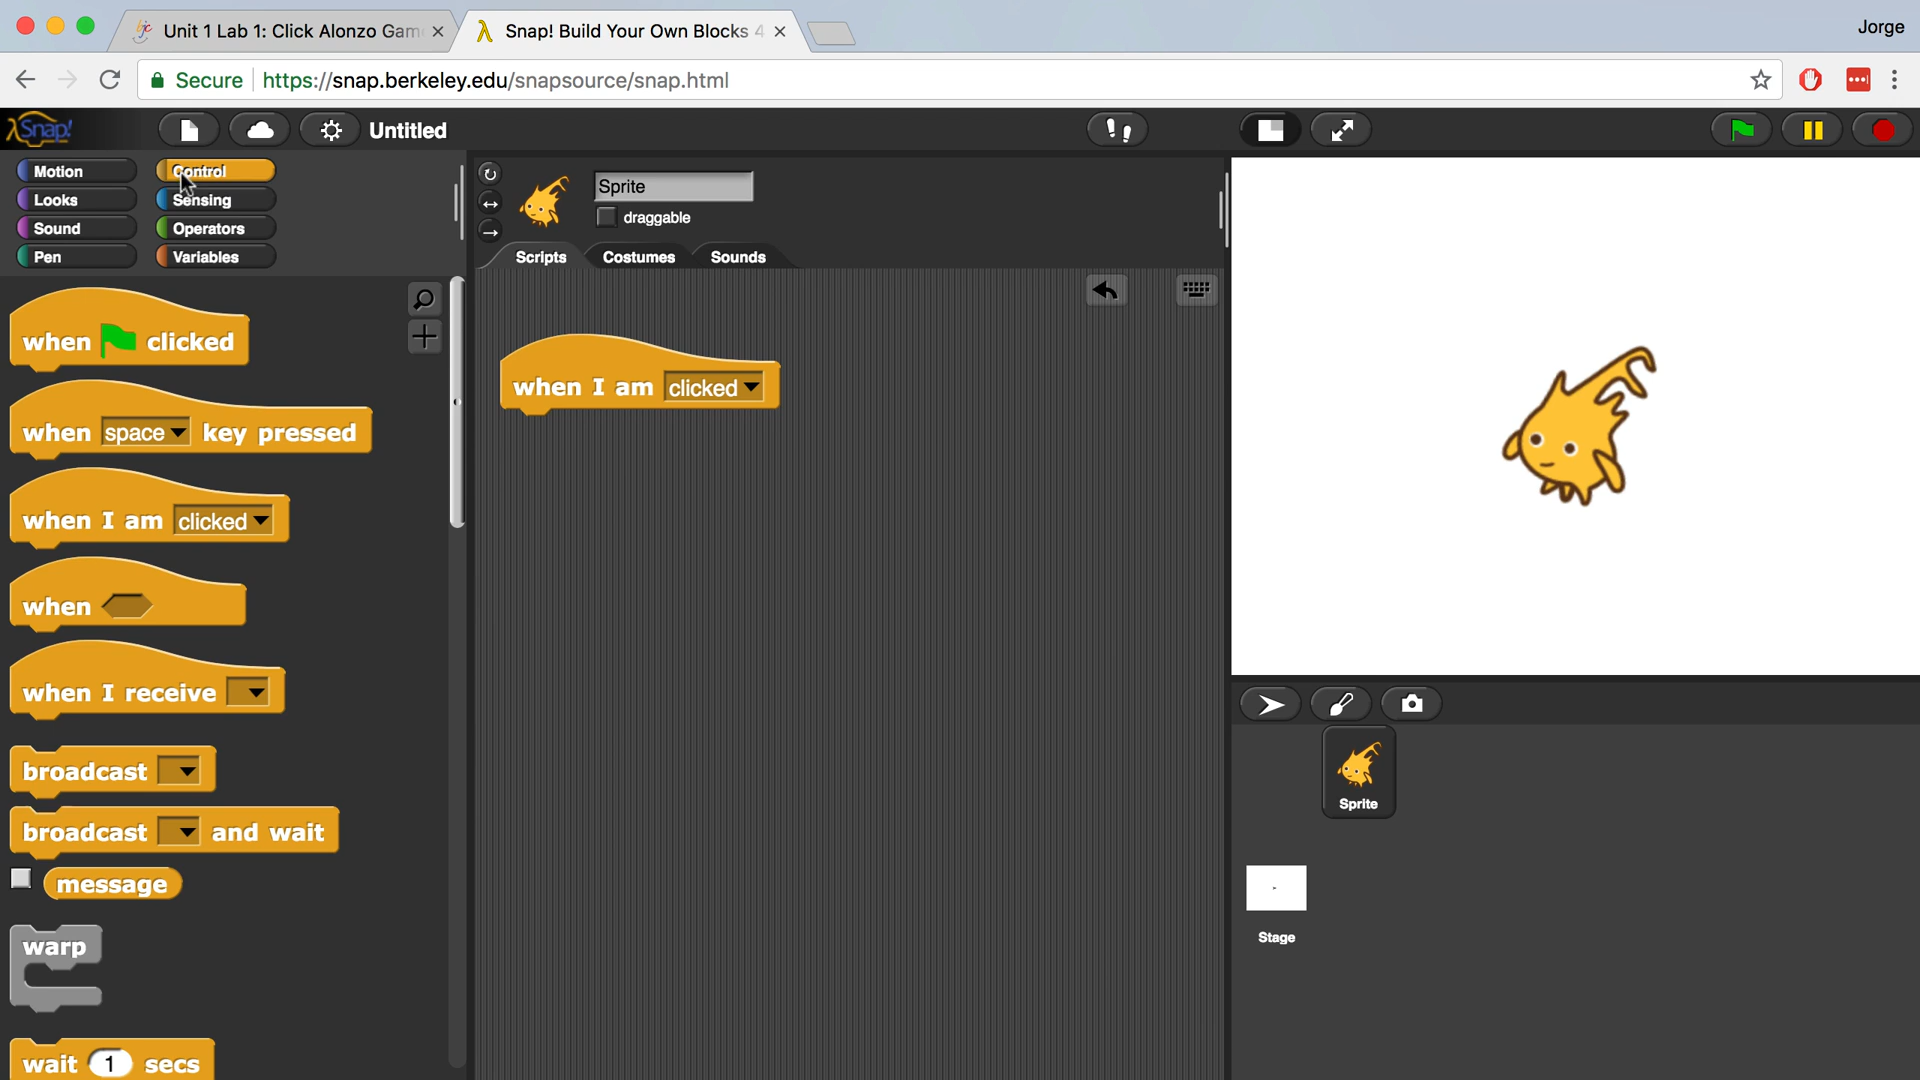 Unit 1 Lab 1: Click Alonzo Gam
Snap! Build Your Own Blocks 4
Jorge
Secure https://snap.berkeley.edu/snapsource/snap.html
λSnap!
Untitled
Motion
Control
Looks
Sensing
Sound
Operators
Pen
Variables
Sprite
draggable
Scripts
Costumes
Sounds
when clicked
when space key pressed
when I am clicked
when
when I receive
broadcast
broadcast and wait
message
warp
wait 1 secs
when I am clicked
Sprite
Stage